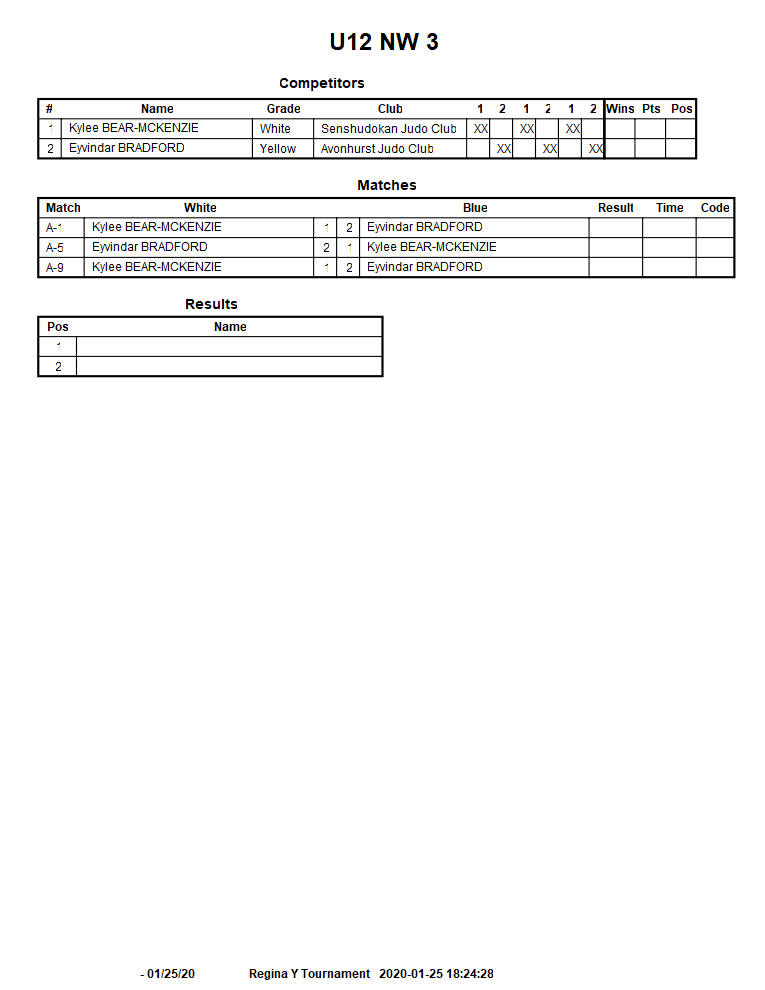 U12 NW 3
Competitors
# Name Grade Club 1 2 1 2 1 2 Wins Pts Pos
1 Kylee BEAR-MCKENZIE White Senshudokan Judo Club XX XX XX
2 Eyvindar BRADFORD Yellow Avonhurst Judo Club XX XX XX
Matches
Match White Blue Result Time Code
A-1 Kylee BEAR-MCKENZIE 1 2 Eyvindar BRADFORD
A-5 Eyvindar BRADFORD 2 1 Kylee BEAR-MCKENZIE
A-9 Kylee BEAR-MCKENZIE 1 2 Eyvindar BRADFORD
Results
Pos Name
1
2
- 01/25/20 Regina Y Tournament 2020-01-25 18:24:28